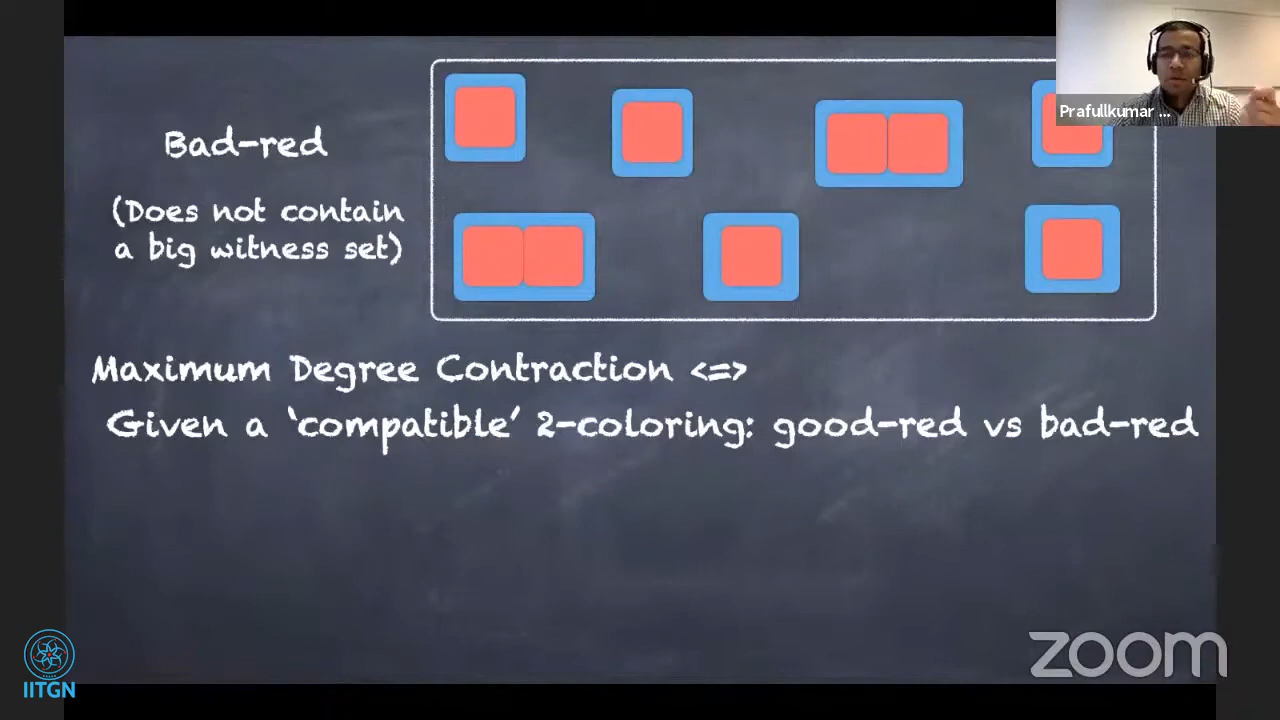 Prafullkumar ...
Bad-red
(Does not contain
a big witness set)
Maximum Degree Contraction <=>
Given a ‘compatible’ 2-coloring: good-red vs bad-red
IITGN
zoom